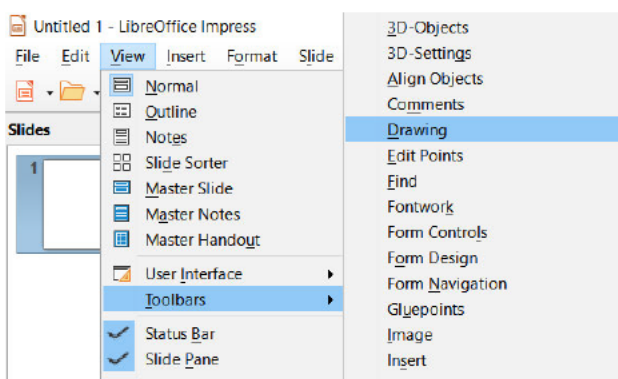 Untitled 1 - LibreOffice Impress
File Edit View Insert Format Slide
Slides
1
Normal
Outline
Notes
Slide Sorter
Master Slide
Master Notes
Master Handout
User Interface
Toolbars
Status Bar
Slide Pane
3D-Objects
3D-Settings
Align Objects
Comments
Drawing
Edit Points
Find
Fontwork
Form Controls
Form Design
Form Navigation
Gluepoints
Image
Insert